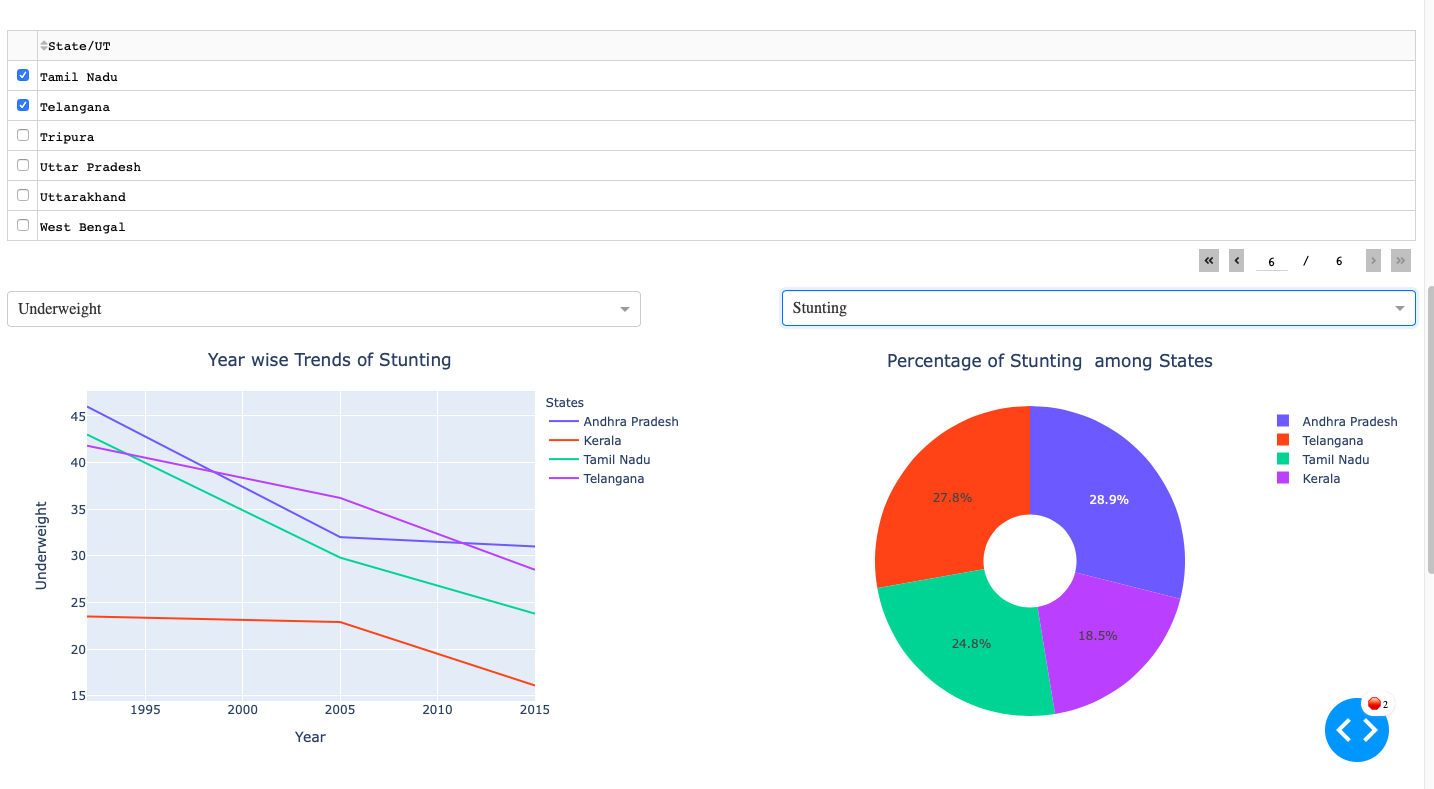 State/UT
Tamil Nadu
Telangana
Tripura
Uttar Pradesh
Uttarakhand
West Bengal
« ‹ 6 / 6 › »
Underweight
Stunting
Year wise Trends of Stunting
45
40
35
30
25
20
15
Underweight
1995 2000 2005 2010 2015
Year
States
Andhra Pradesh
Kerala
Tamil Nadu
Telangana
Percentage of Stunting  among States
27.8%
28.9%
24.8%
18.5%
Andhra Pradesh
Telangana
Tamil Nadu
Kerala
2